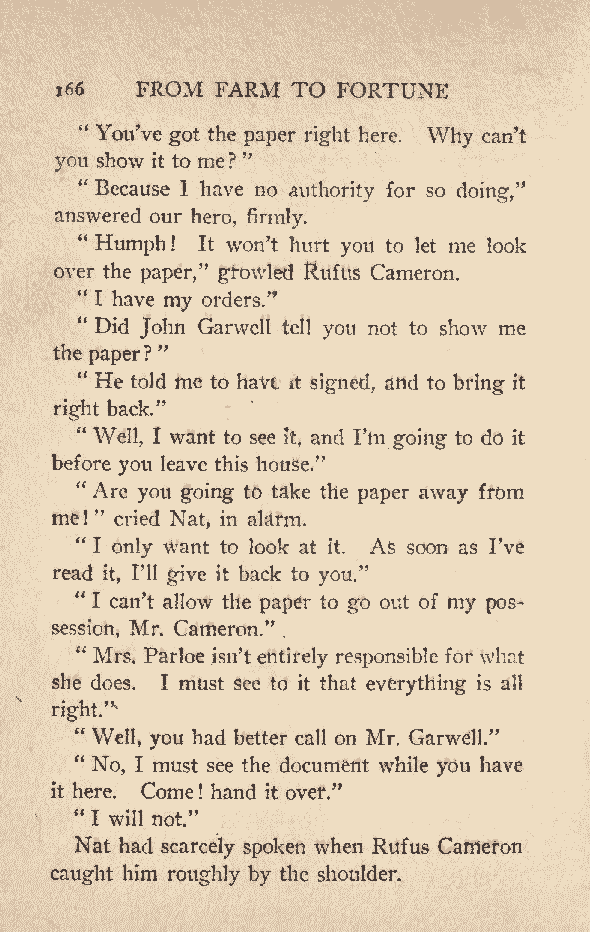 166 FROM FARM TO FORTUNE
" You've got the paper right here. Why can't
you show it to me? "
" Because I have no authority for so doing,"
answered our hero, firmly.
" Humph! It won't hurt you to let me look
over the paper," growled Rufus Cameron.
" I have my orders."
" Did John Garwell tell you not to show me
the paper? "
" He told me to have it signed, and to bring it
right back."
" Well, I want to see it, and I'm going to do it
before you leave this house."
" Are you going to take the paper away from
me! " cried Nat, in alarm.
" I only want to look at it. As soon as I've
read it, I'll give it back to you."
" I can't allow the paper to go out of my pos-
session, Mr. Cameron."
" Mrs. Parloe isn't entirely responsible for what
she does. I must see to it that everything is all
right."
" Well, you had better call on Mr. Garwell."
" No, I must see the document while you have
it here. Come! hand it over."
" I will not."
Nat had scarcely spoken when Rufus Cameron
caught him roughly by the shoulder.